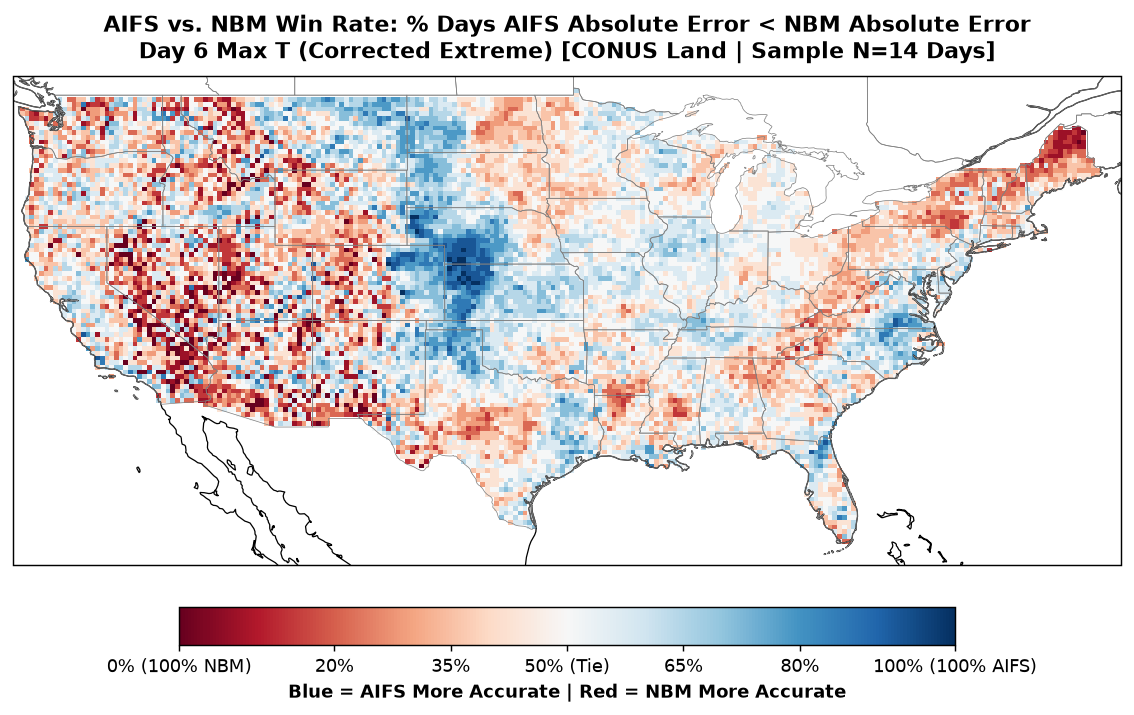 AIFS vs. NBM Win Rate: % Days AIFS Absolute Error < NBM Absolute Error
Day 6 Max T (Corrected Extreme) [CONUS Land | Sample N=14 Days]
0% (100% NBM) 20% 35% 50% (Tie) 65% 80% 100% (100% AIFS)
Blue = AIFS More Accurate | Red = NBM More Accurate